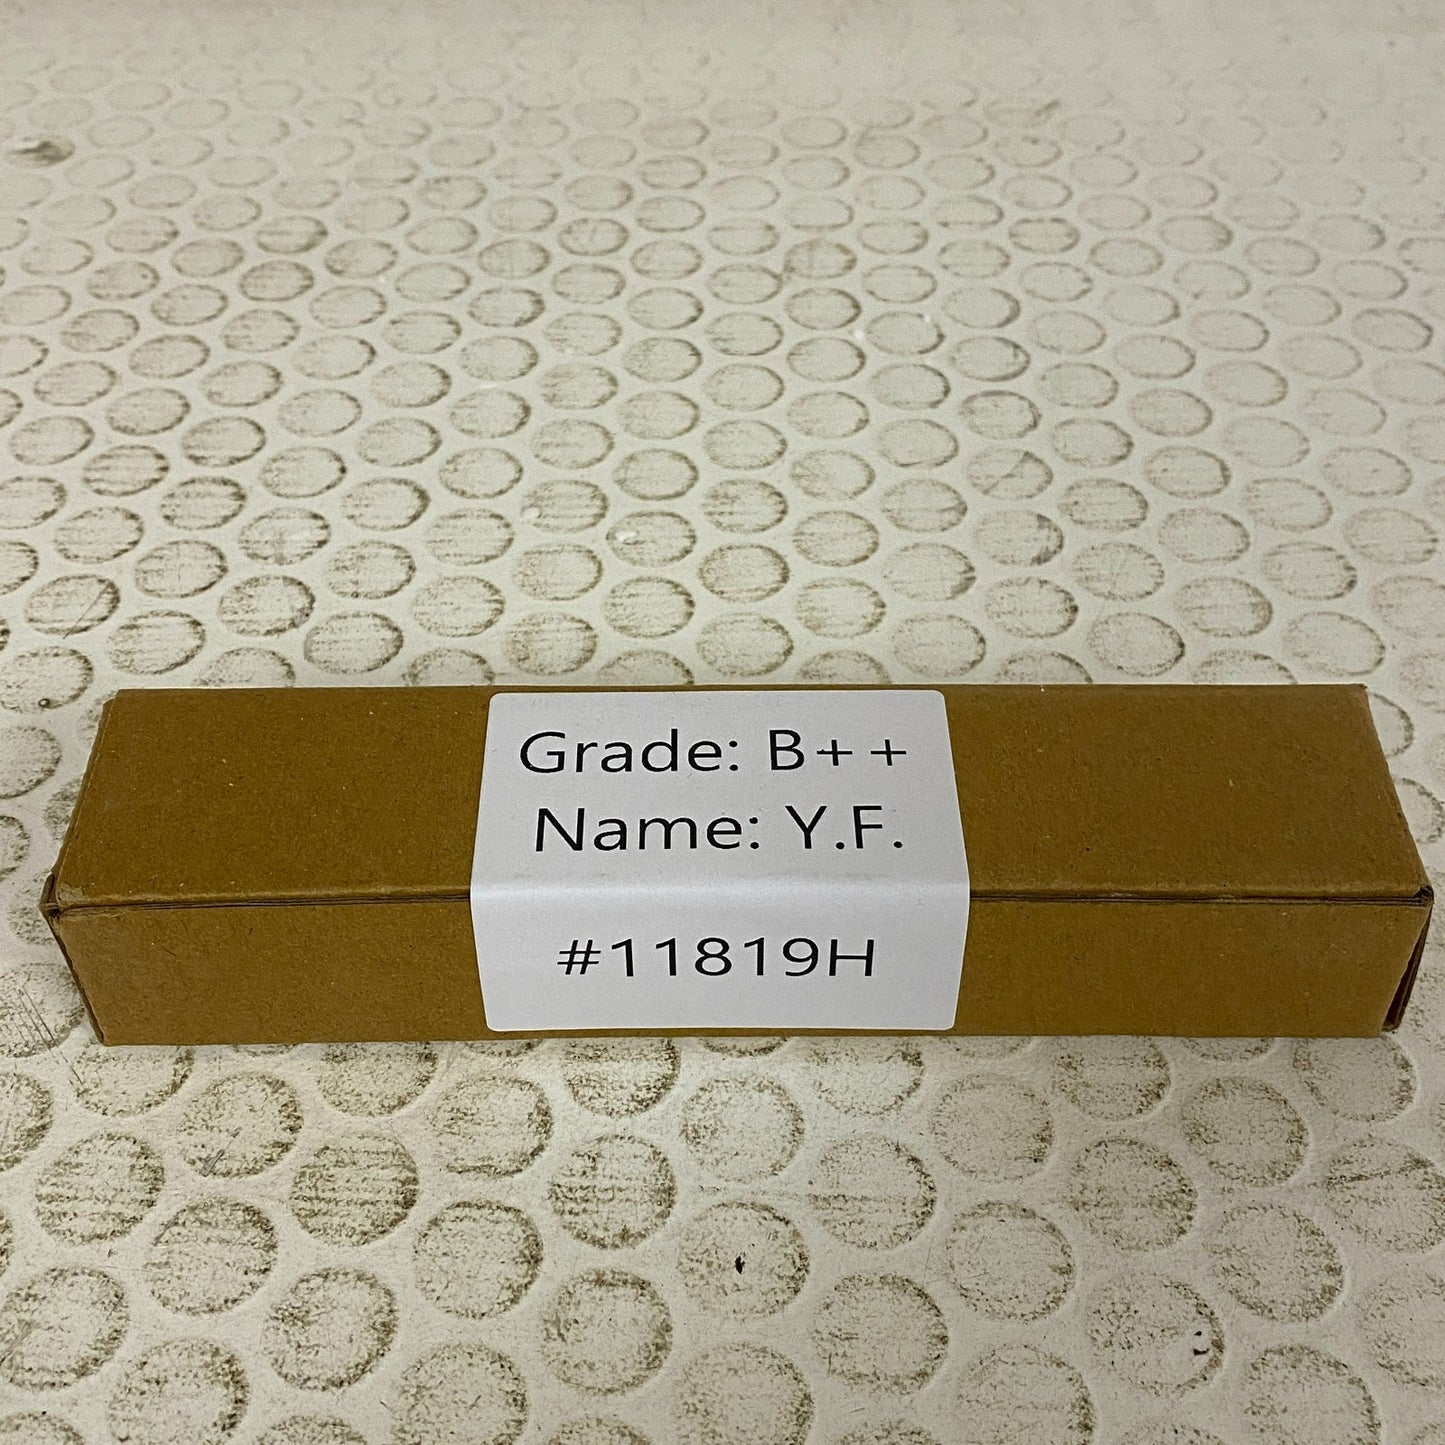 Grade: B++
Name: Y.F.
#11819H